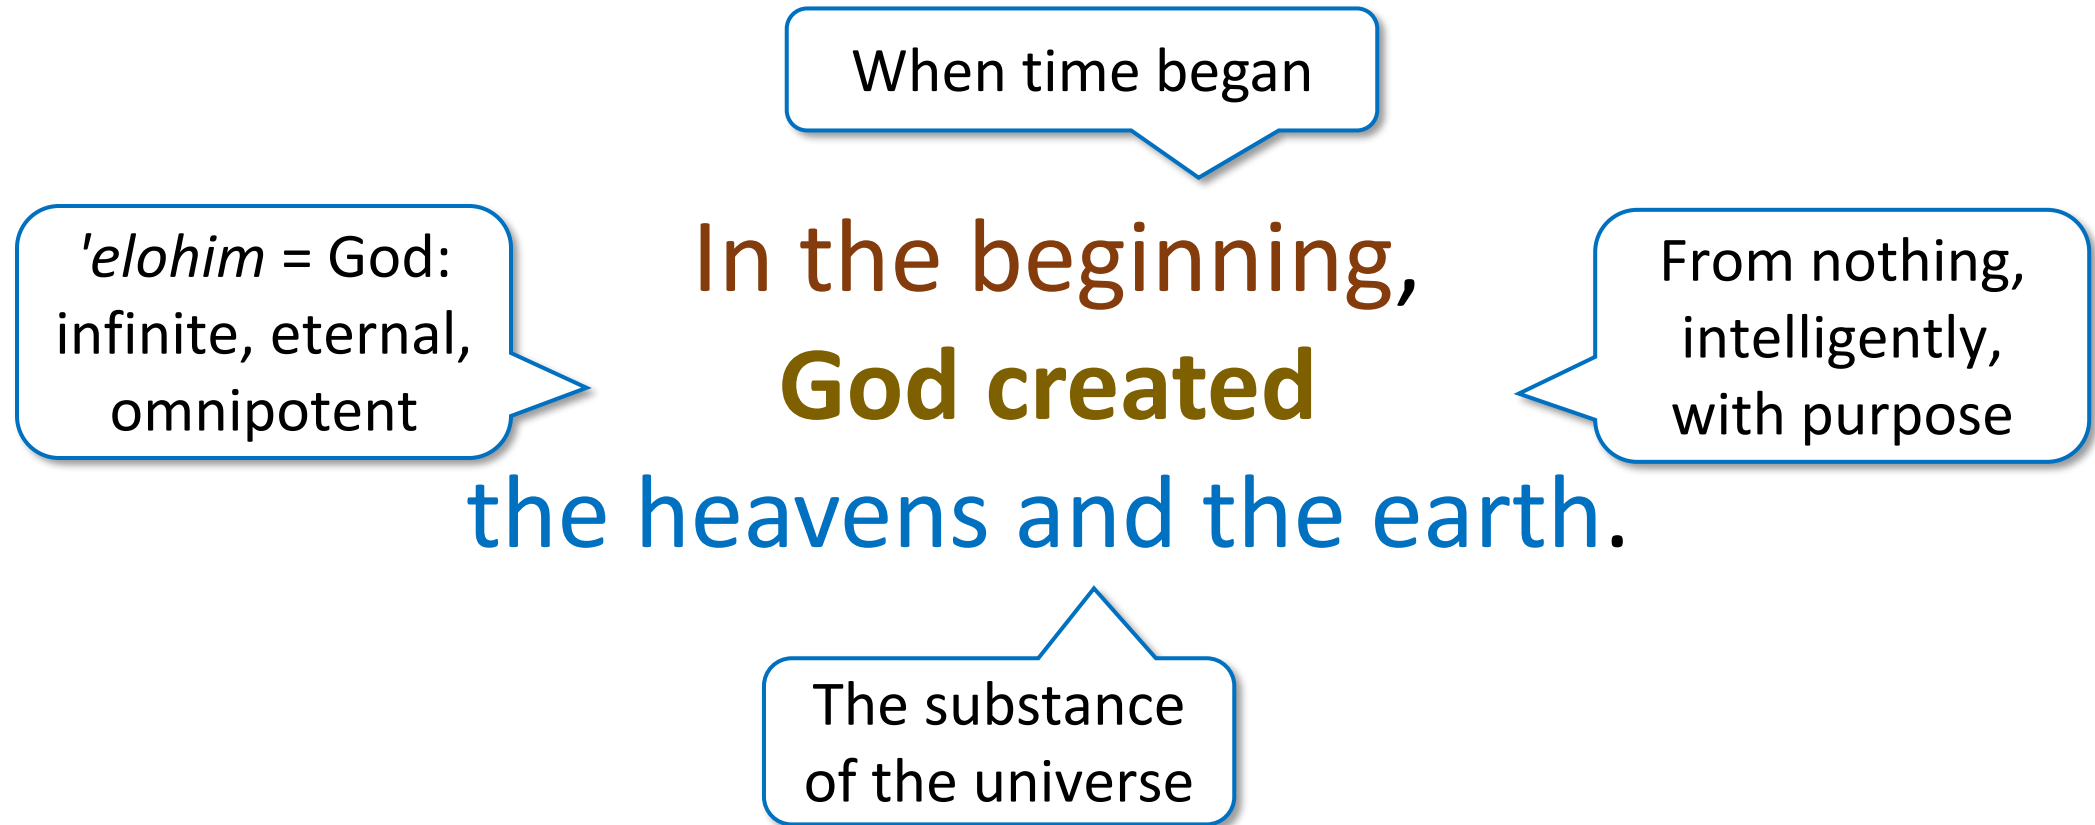 When time began
'elohim = God:
infinite, eternal,
omnipotent
In the beginning,
God created
the heavens and the earth.
From nothing,
intelligently,
with purpose
The substance
of the universe